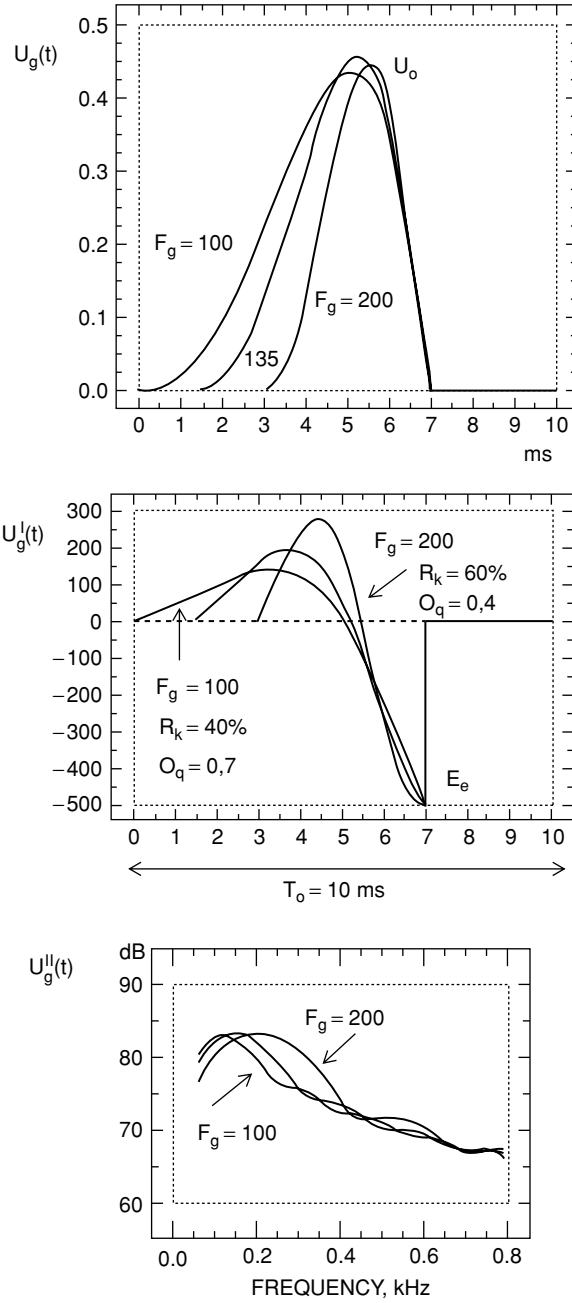 U_g(t)
0.5
0.4
0.3
0.2
0.1
0.0
U_o
F_g = 100
F_g = 200
135
0 1 2 3 4 5 6 7 8 9 10
ms
U_g^I(t)
300
200
100
0
−100
−200
−300
−400
−500
F_g = 200
R_k = 60%
O_q = 0,4
F_g = 100
R_k = 40%
O_q = 0,7
E_e
0 1 2 3 4 5 6 7 8 9 10
T_o = 10 ms
U_g^II(t)
dB
90
80
70
60
F_g = 200
F_g = 100
0.0 0.2 0.4 0.6 0.8
FREQUENCY, kHz